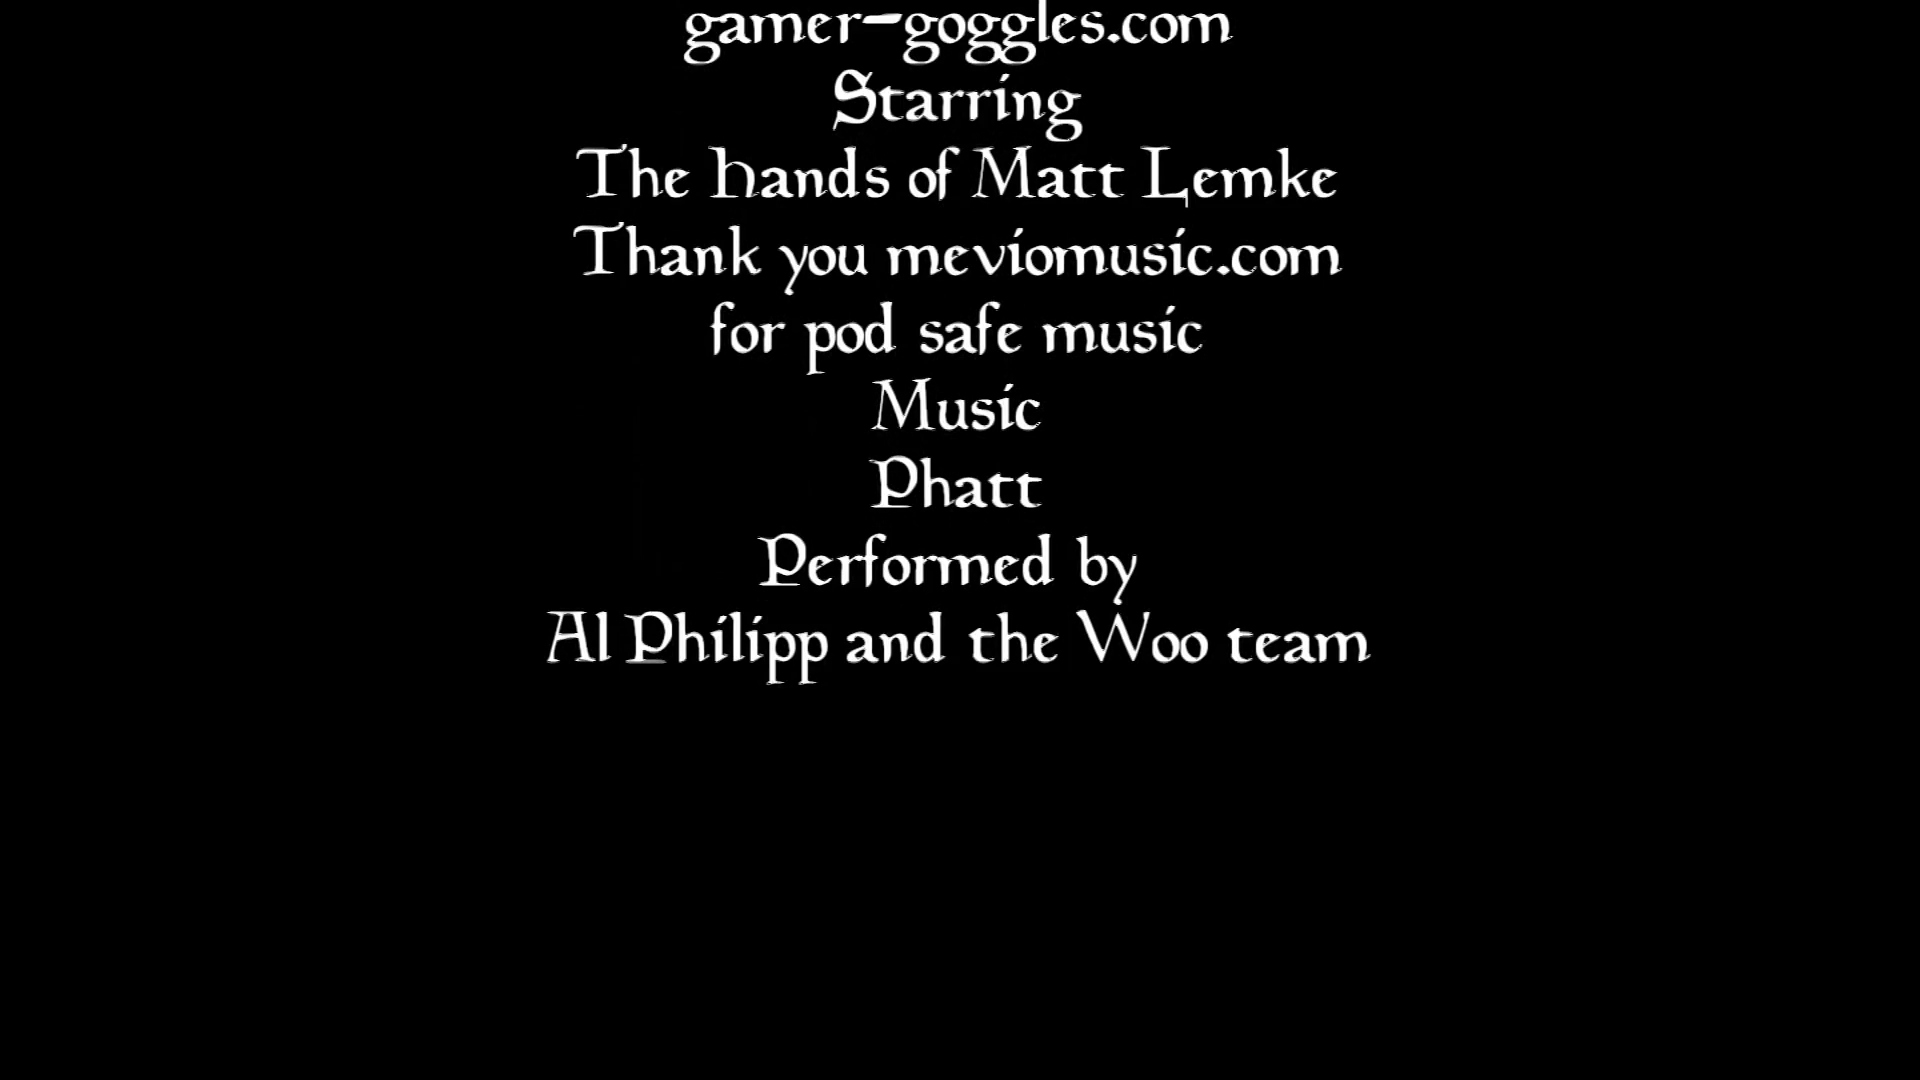 gamer-goggles.com
Starring
The Hands of Matt Lemke
Thank you meviomusic.com
for pod safe music
Music
Phatt
Performed by
Al Philipp and the Woo team